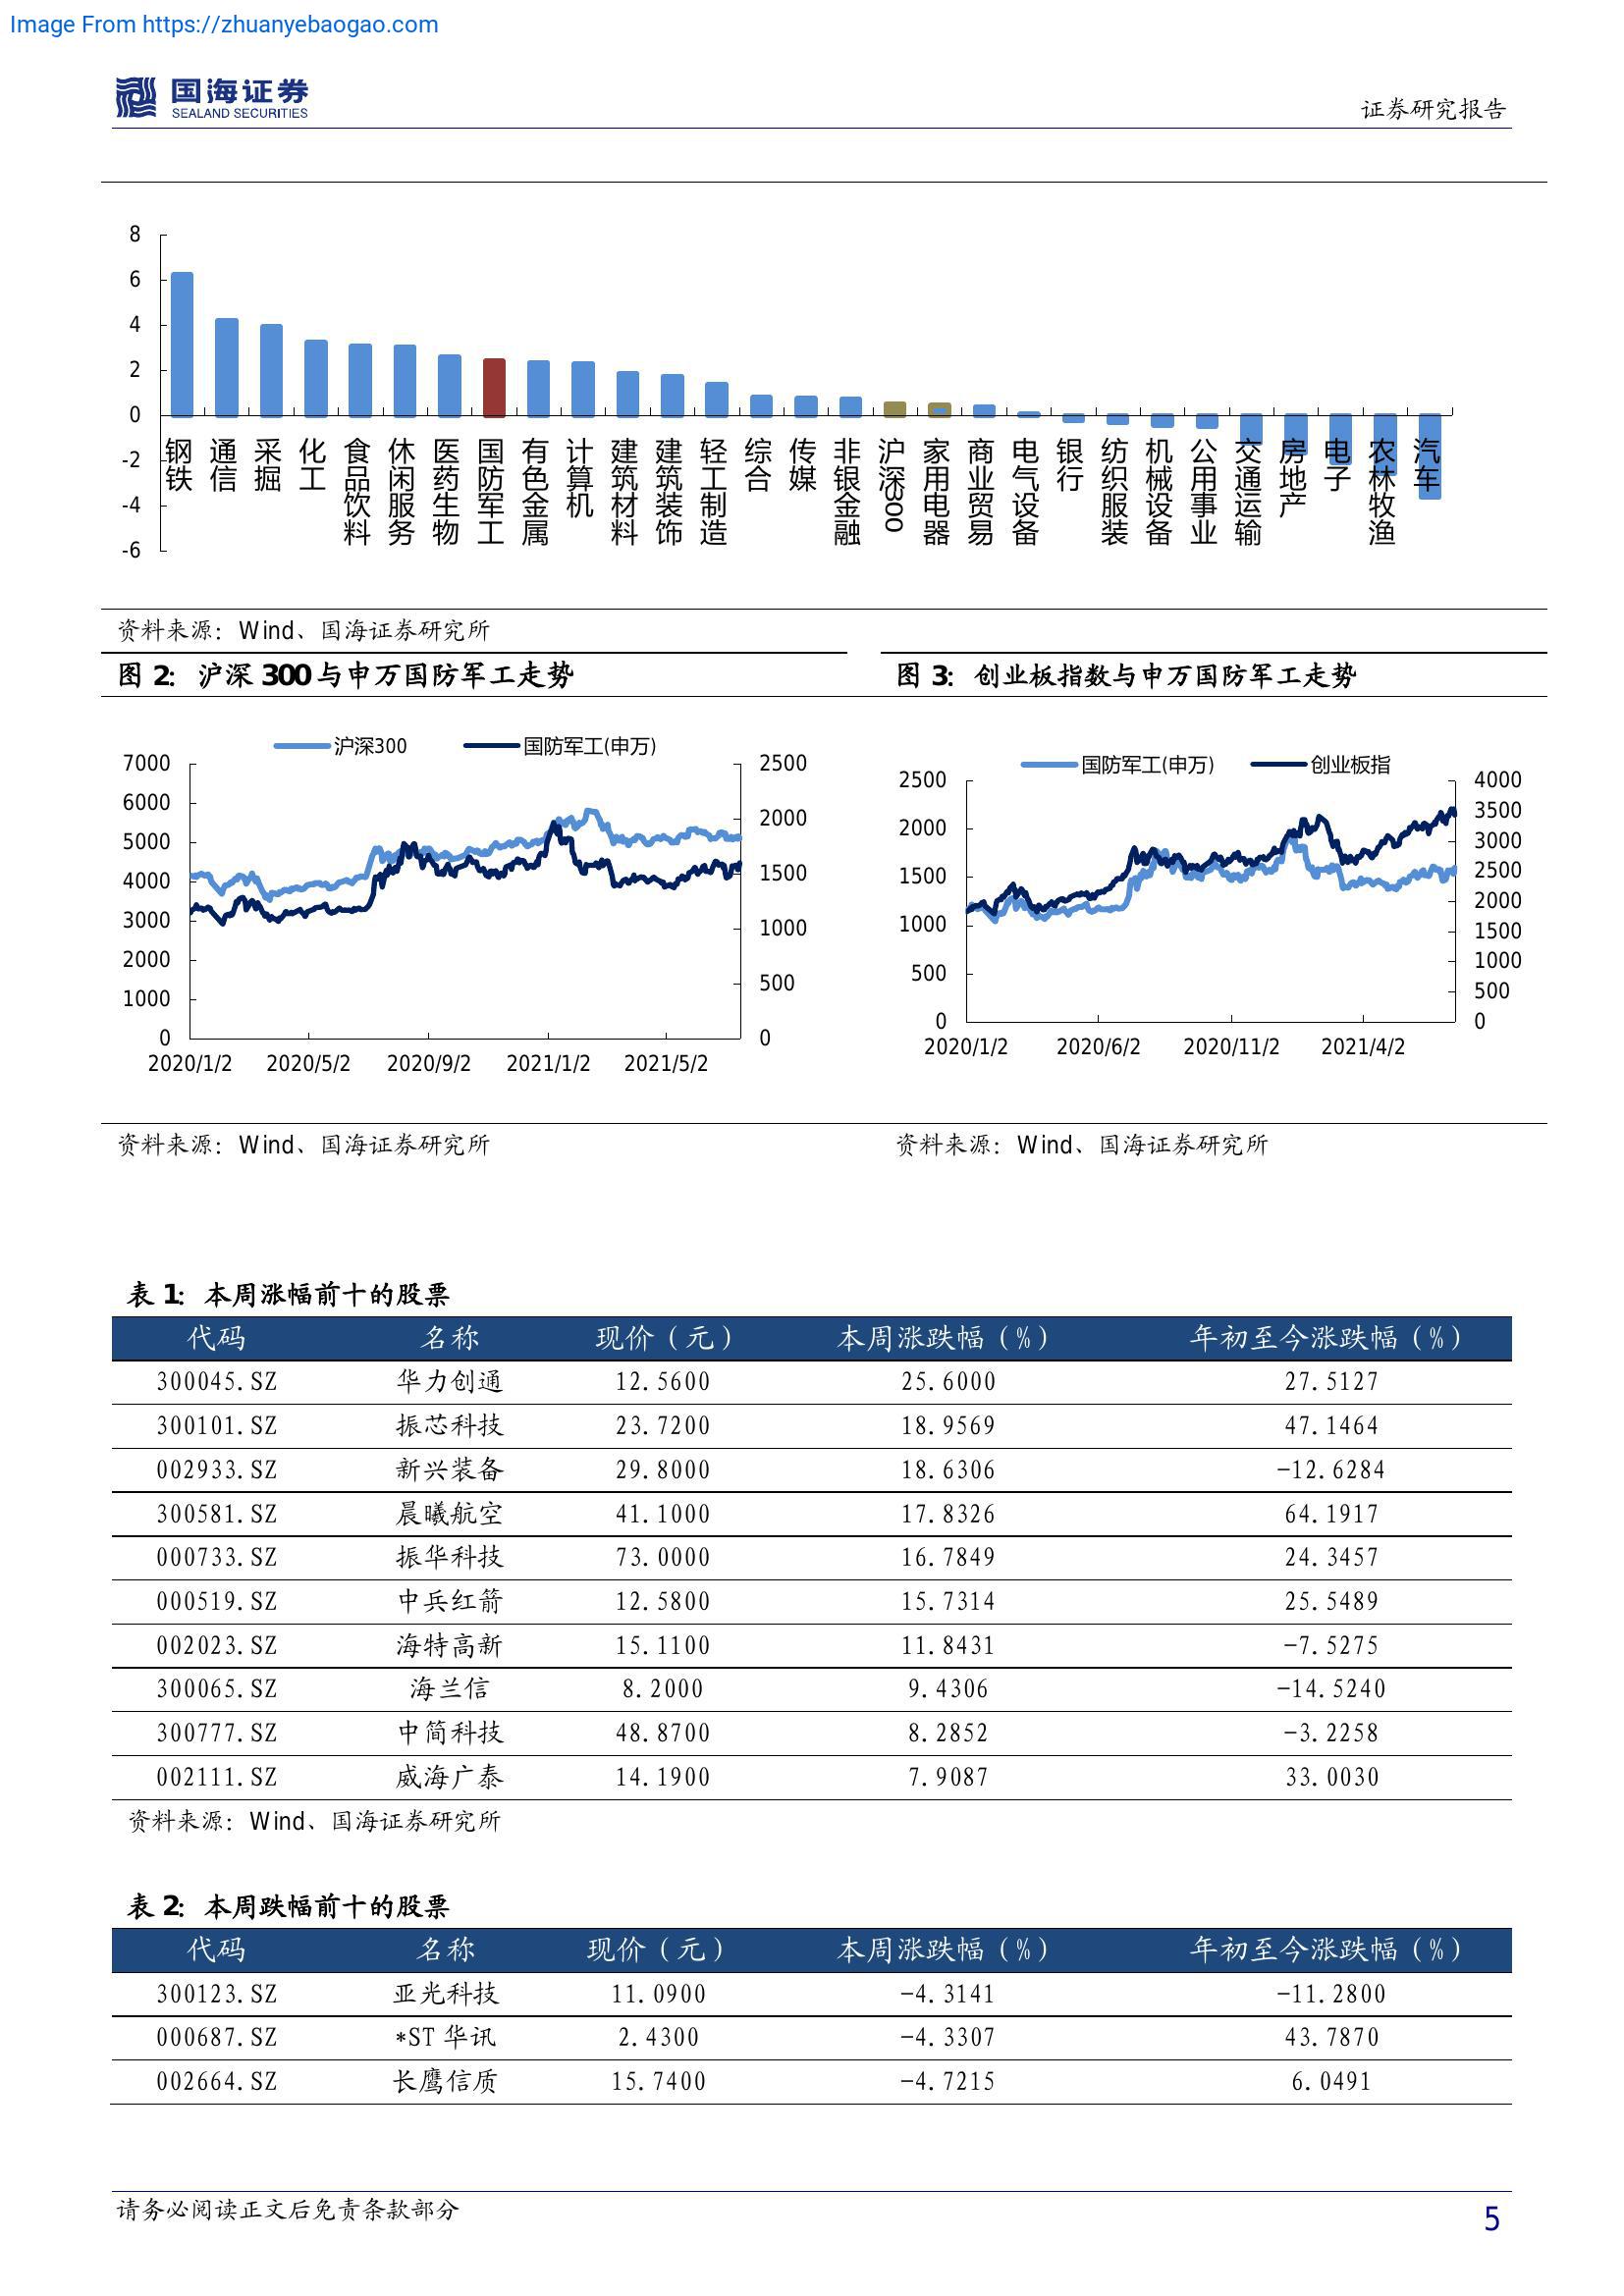 Image From https://zhuanyebaogao.com
国海证券
SEALAND SECURITIES
证券研究报告
8
6
4
2
0
-2
-4
-6
钢铁 通信 采掘 化工 食品饮料 休闲服务 医药生物 国防军工 有色金属 计算机 建筑材料 建筑装饰 轻工制造 综合 传媒 非银金融 沪深300 家用电器 商业贸易 电气设备 银行 纺织服装 机械设备 公用事业 交通运输 房地产 电子 农林牧渔 汽车
资料来源：Wind、国海证券研究所
图 2：沪深 300与申万国防军工走势
沪深300 国防军工(申万)
7000
6000
5000
4000
3000
2000
1000
0
2500
2000
1500
1000
500
0
2020/1/2 2020/5/2 2020/9/2 2021/1/2 2021/5/2
资料来源：Wind、国海证券研究所
图 3：创业板指数与申万国防军工走势
国防军工(申万) 创业板指
2500
2000
1500
1000
500
0
4000
3500
3000
2500
2000
1500
1000
500
0
2020/1/2 2020/6/2 2020/11/2 2021/4/2
资料来源：Wind、国海证券研究所
表 1：本周涨幅前十的股票
代码 名称 现价（元） 本周涨跌幅（%） 年初至今涨跌幅（%）
300045.SZ 华力创通 12.5600 25.6000 27.5127
300101.SZ 振芯科技 23.7200 18.9569 47.1464
002933.SZ 新兴装备 29.8000 18.6306 -12.6284
300581.SZ 晨曦航空 41.1000 17.8326 64.1917
000733.SZ 振华科技 73.0000 16.7849 24.3457
000519.SZ 中兵红箭 12.5800 15.7314 25.5489
002023.SZ 海特高新 15.1100 11.8431 -7.5275
300065.SZ 海兰信 8.2000 9.4306 -14.5240
300777.SZ 中简科技 48.8700 8.2852 -3.2258
002111.SZ 威海广泰 14.1900 7.9087 33.0030
资料来源：Wind、国海证券研究所
表 2：本周跌幅前十的股票
代码 名称 现价（元） 本周涨跌幅（%） 年初至今涨跌幅（%）
300123.SZ 亚光科技 11.0900 -4.3141 -11.2800
000687.SZ *ST 华讯 2.4300 -4.3307 43.7870
002664.SZ 长鹰信质 15.7400 -4.7215 6.0491
请务必阅读正文后免责条款部分
5